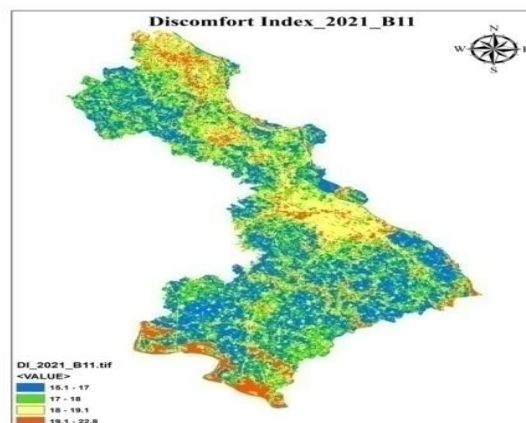 Discomfort Index_2021_B11
N
W
E
S
DI_2021_B11.tif
<VALUE>
15.1 - 17
17 - 18
18 - 19.1
19.1 - 22.8